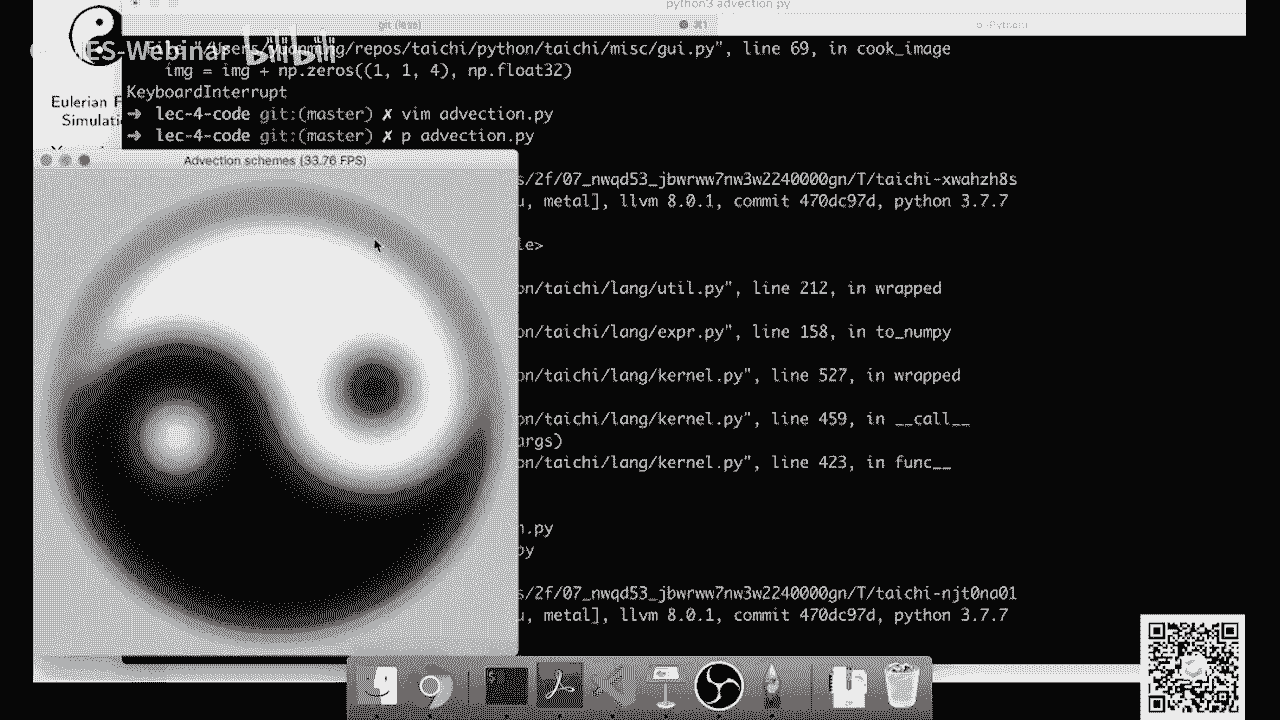 python3 advection.py
git (less)
⌘1
ES-Webinar bilibili
/taichi/python/taichi/misc/gui.py", line 69, in cook_image
img = img + np.zeros((1, 1, 4), np.float32)
KeyboardInterrupt
Eulerian F
Simulati
➜ lec-4-code git:(master) ✗ vim advection.py
➜ lec-4-code git:(master) ✗ p advection.py
Advection schemes (33.76 FPS)
s/2f/07_nwqd53_jbwrww7nw3w2240000gn/T/taichi-xwahzh8s
u, metal], llvm 8.0.1, commit 470dc97d, python 3.7.7
le>
on/taichi/lang/util.py", line 212, in wrapped
on/taichi/lang/expr.py", line 158, in to_numpy
on/taichi/lang/kernel.py", line 527, in wrapped
on/taichi/lang/kernel.py", line 459, in __call__
args)
on/taichi/lang/kernel.py", line 423, in func__
n.py
py
s/2f/07_nwqd53_jbwrww7nw3w2240000gn/T/taichi-njt0na01
u, metal], llvm 8.0.1, commit 470dc97d, python 3.7.7